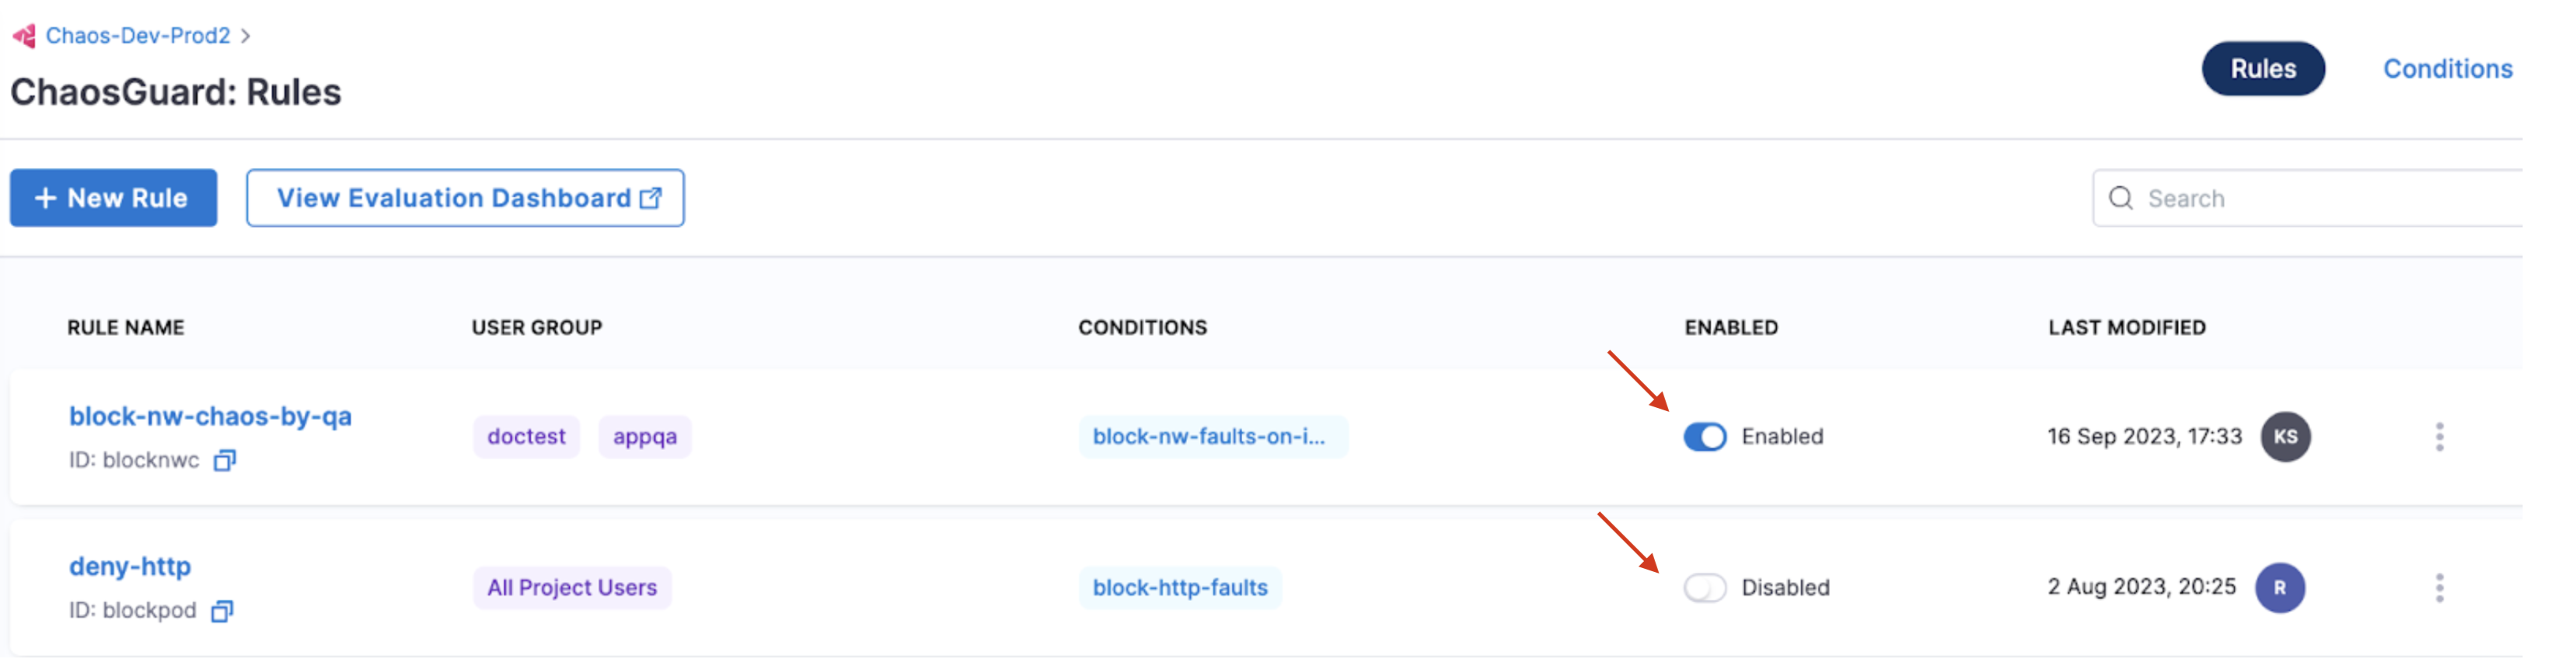 Chaos-Dev-Prod2 >
ChaosGuard: Rules
Rules
Conditions
+ New Rule
View Evaluation Dashboard
Search
RULE NAME
USER GROUP
CONDITIONS
ENABLED
LAST MODIFIED
block-nw-chaos-by-qa
ID: blocknwc
doctest
appqa
block-nw-faults-on-i...
Enabled
16 Sep 2023, 17:33
KS
deny-http
ID: blockpod
All Project Users
block-http-faults
Disabled
2 Aug 2023, 20:25
R